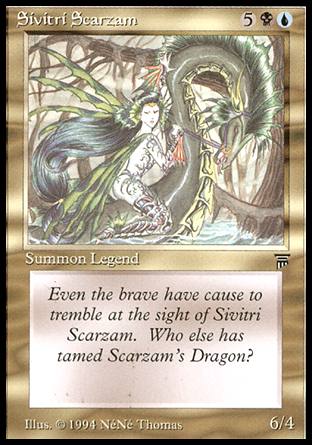 Sivitri Scarzam 5
Summon Legend
Even the brave have cause to
tremble at the sight of Sivitri
Scarzam. Who else has
tamed Scarzam's Dragon?
Illus. © 1994 NéNé Thomas 6/4